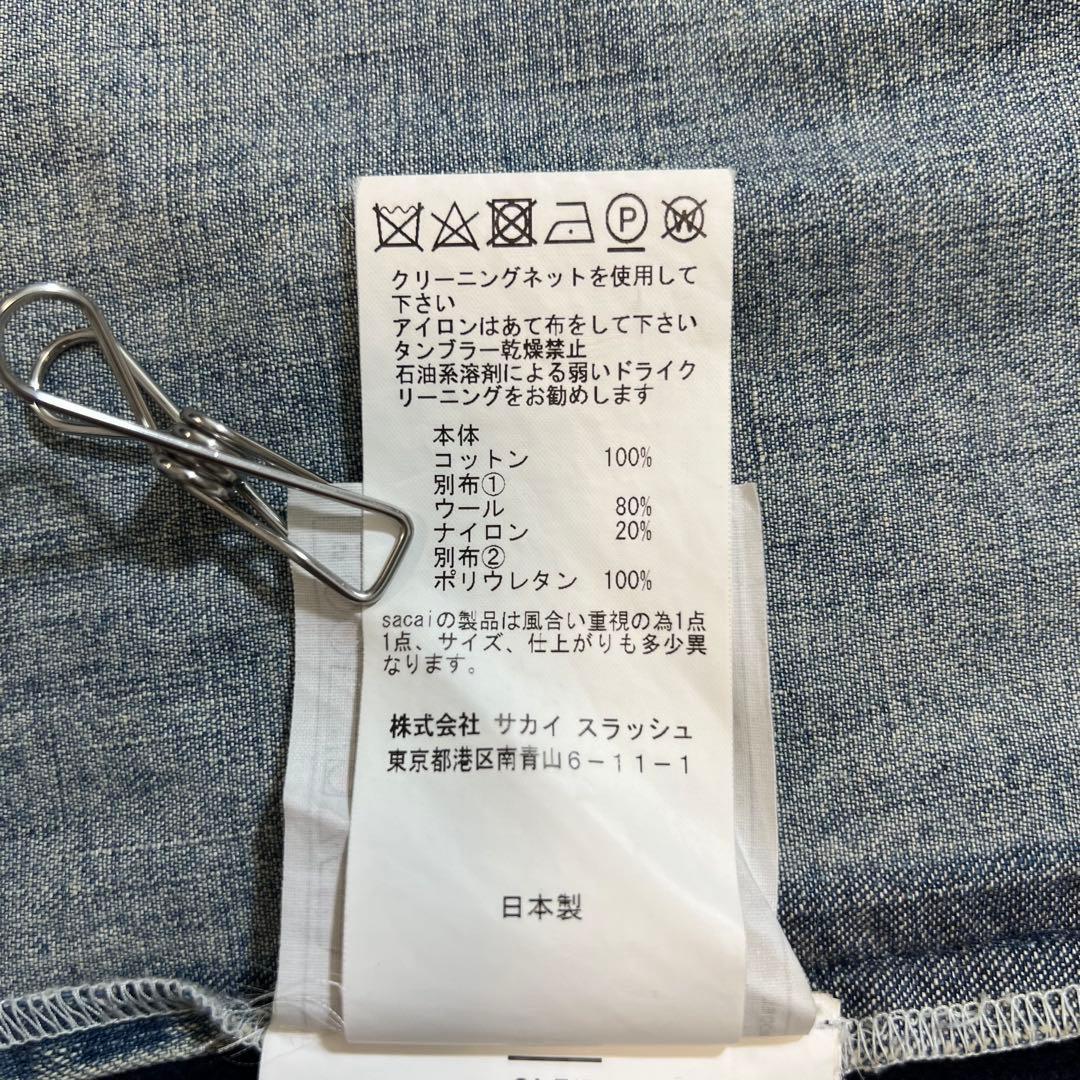 P W
クリーニングネットを使用して
下さい
アイロンはあて布をして下さい
タンブラー乾燥禁止
石油系溶剤による弱いドライク
リーニングをお勧めします
本体
コットン 100%
別布①
ウール 80%
ナイロン 20%
別布②
ポリウレタン 100%
sacaiの製品は風合い重視の為1点
1点、サイズ、仕上がりも多少異
なります。
株式会社 サカイ スラッシュ
東京都港区南青山6-11-1
日本製